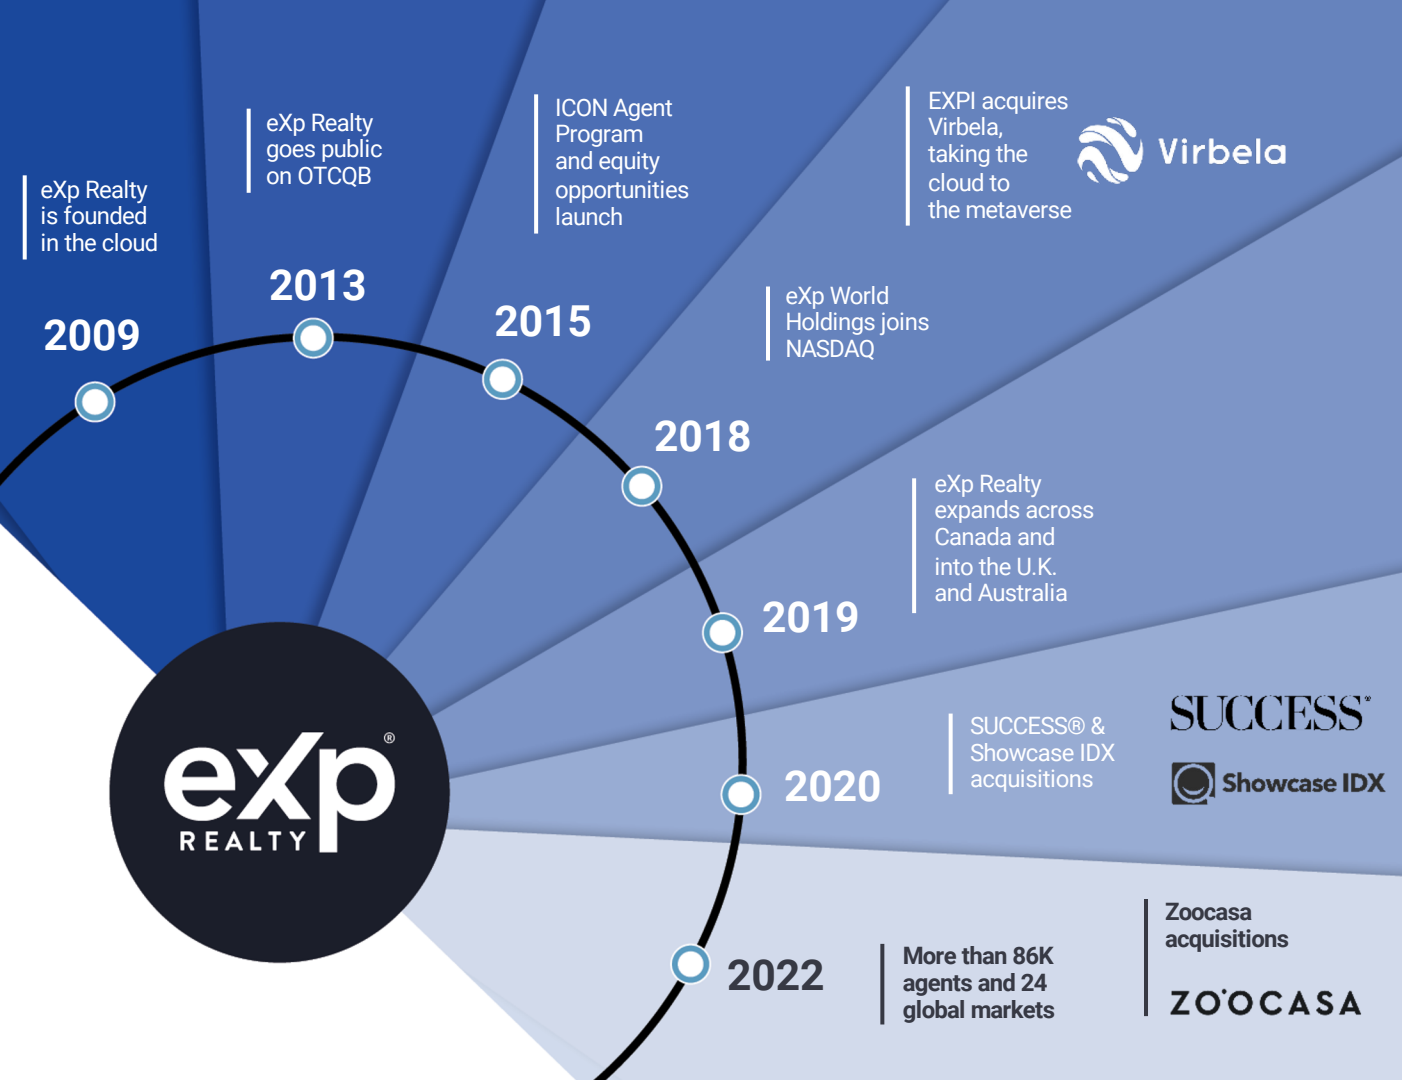 eXp Realty
is founded
in the cloud
2009
eXp Realty
goes public
on OTCQB
2013
ICON Agent
Program
and equity
opportunities
launch
2015
EXPI acquires
Virbela,
taking the
cloud to
the metaverse
Virbela
eXp World
Holdings joins
NASDAQ
2018
eXp Realty
expands across
Canada and
into the U.K.
and Australia
2019
SUCCESS® &
Showcase IDX
acquisitions
SUCCESS®
Showcase IDX
2020
More than 86K
agents and 24
global markets
2022
Zoocasa
acquisitions
ZOOCASA
eXp®
REALTY